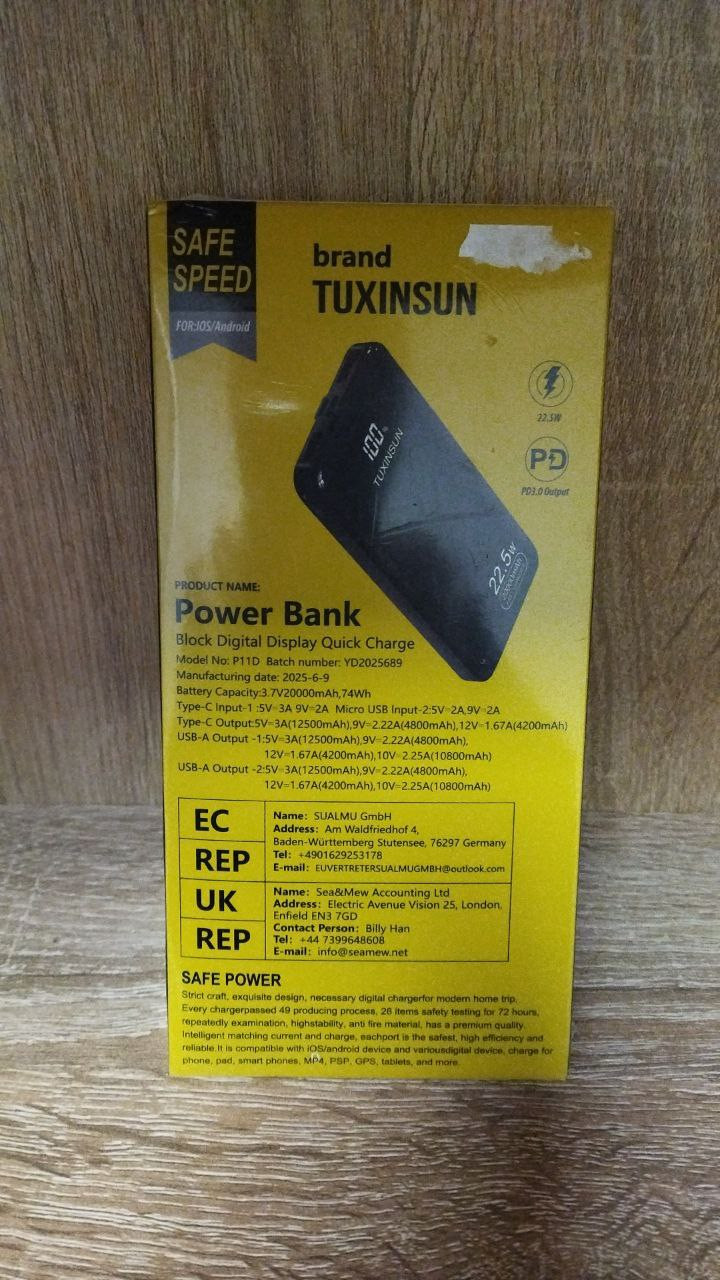 SAFE
SPEED
FOR:IOS/Android
brand
TUXINSUN
22.5W
PD
PD3.0 Output
100%
TUXINSUN
22.5W
20000mAh
PRODUCT NAME:
Power Bank
Block Digital Display Quick Charge
Model No: P11D Batch number: YD2025689
Manufacturing date: 2025-6-9
Battery Capacity:3.7V20000mAh,74Wh
Type-C Input-1 :5V=3A 9V=2A Micro USB Input-2:5V=2A,9V=2A
Type-C Output:5V=3A(12500mAh),9V=2.22A(4800mAh),12V=1.67A(4200mAh)
USB-A Output -1:5V=3A(12500mAh),9V=2.22A(4800mAh),
12V=1.67A(4200mAh),10V=2.25A(10800mAh)
USB-A Output -2:5V=3A(12500mAh),9V=2.22A(4800mAh),
12V=1.67A(4200mAh),10V=2.25A(10800mAh)
EC
REP
Name: SUALMU GmbH
Address: Am Waldfriedhof 4,
Baden-Württemberg Stutensee, 76297 Germany
Tel: +4901629253178
E-mail: EUVERTRETERSUALMUGMBH@outlook.com
UK
REP
Name: Sea&Mew Accounting Ltd
Address: Electric Avenue Vision 25, London,
Enfield EN3 7GD
Contact Person: Billy Han
Tel: +44 7399648608
E-mail: info@seamew.net
SAFE POWER
Strict craft, exquisite design, necessary digital chargerfor modern home trip.
Every chargerpassed 49 producing process, 26 items safety testing for 72 hours,
repeatedly examination, highstability, anti fire material, has a premium quality.
Intelligent matching current and charge, eachport is the safest, high efficiency and
reliable.It is compatible with iOS/android device and variousdigital device, charge for
phone, pad, smart phones, MP4, PSP, GPS, tablets, and more.